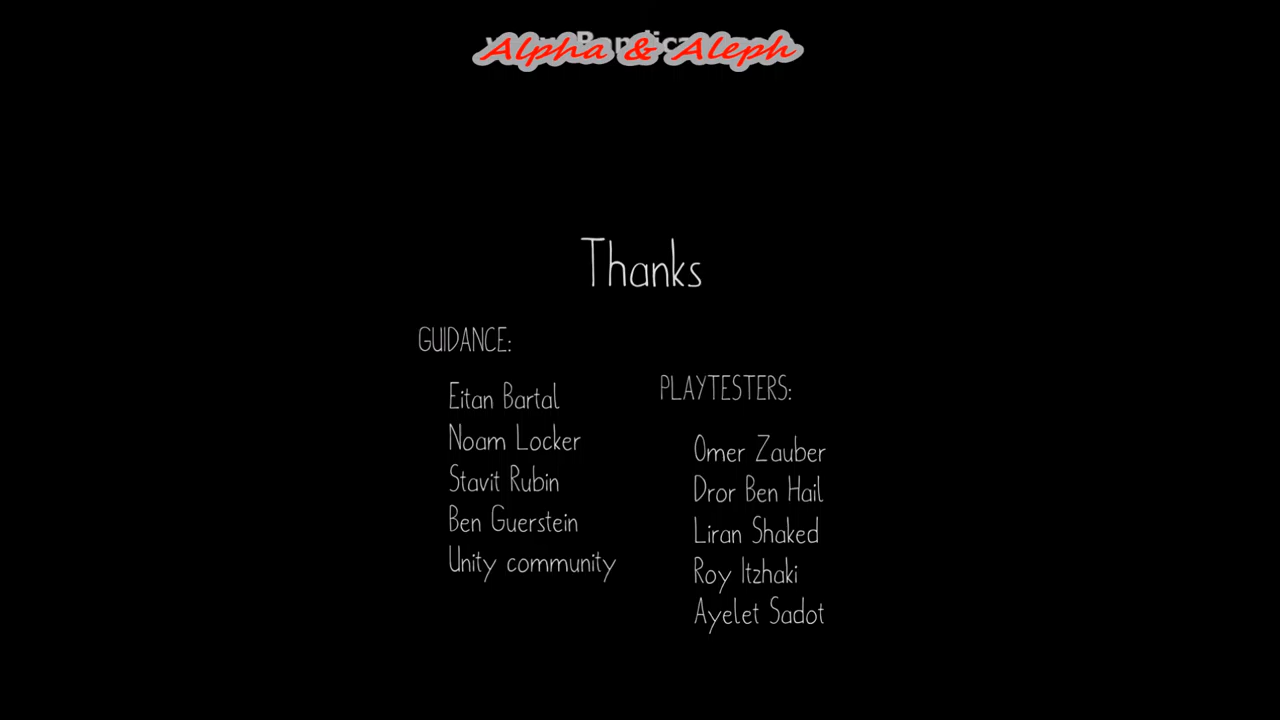 Alpha & Aleph
Thanks
GUIDANCE:
Eitan Bartal
Noam Locker
Stavit Rubin
Ben Guerstein
Unity community
PLAYTESTERS:
Omer Zauber
Dror Ben Hail
Liran Shaked
Roy Itzhaki
Ayelet Sadot